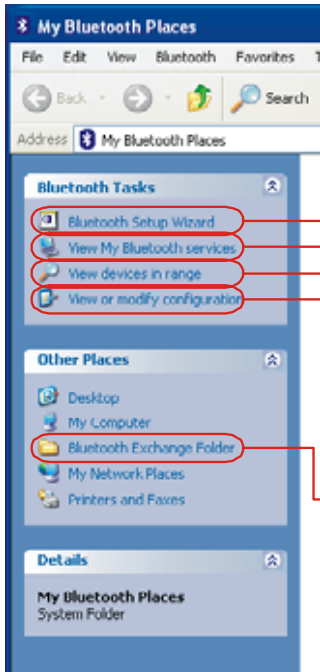 My Bluetooth Places
File Edit View Bluetooth Favorites T
Back Search
Address My Bluetooth Places
Bluetooth Tasks
Bluetooth Setup Wizard
View My Bluetooth services
View devices in range
View or modify configuration
Other Places
Desktop
My Computer
Bluetooth Exchange Folder
My Network Places
Printers and Faxes
Details
My Bluetooth Places
System Folder